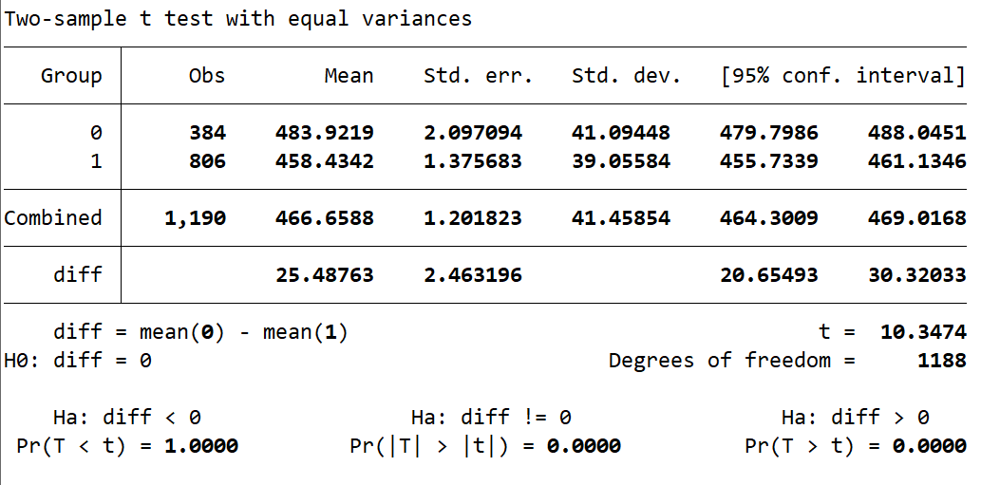 Two-sample t test with equal variances
Group Obs Mean Std. err. Std. dev. [95% conf. interval]
0 384 483.9219 2.097094 41.09448 479.7986 488.0451
1 806 458.4342 1.375683 39.05584 455.7339 461.1346
Combined 1,190 466.6588 1.201823 41.45854 464.3009 469.0168
diff 25.48763 2.463196 20.65493 30.32033
diff = mean(0) - mean(1) t = 10.3474
H0: diff = 0 Degrees of freedom = 1188
Ha: diff < 0 Ha: diff != 0 Ha: diff > 0
Pr(T < t) = 1.0000 Pr(|T| > |t|) = 0.0000 Pr(T > t) = 0.0000